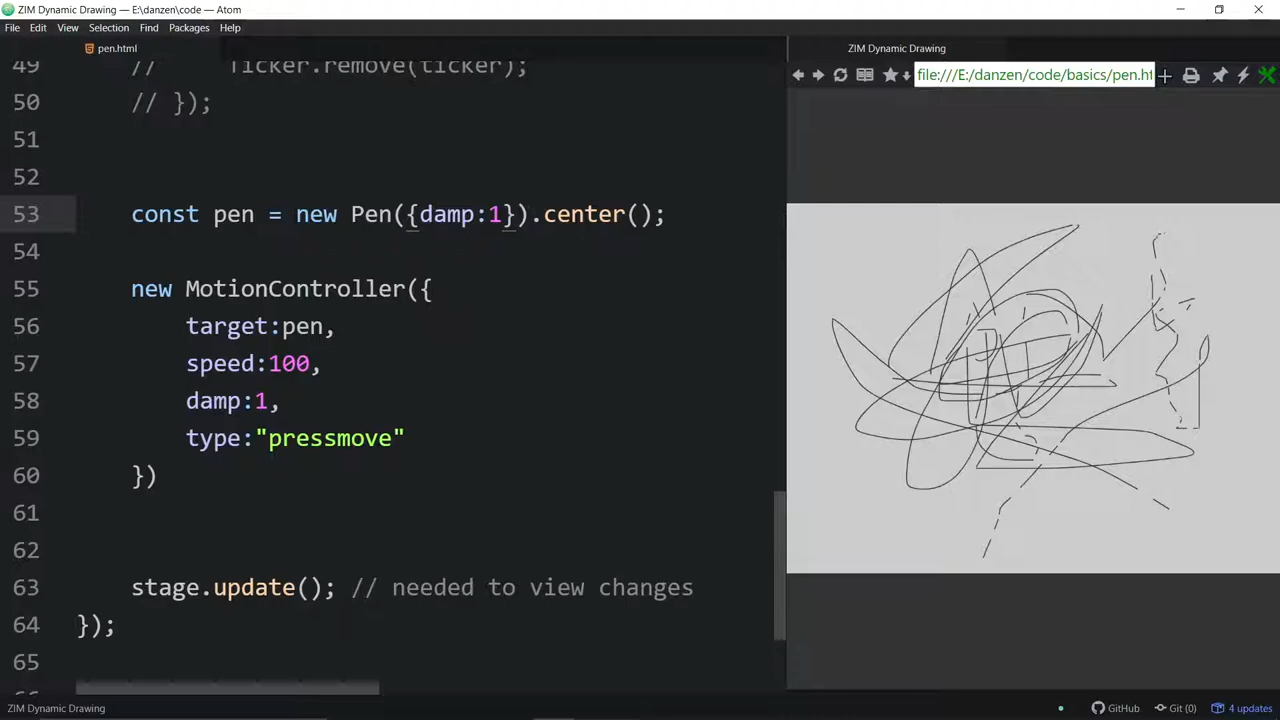 ZIM Dynamic Drawing — E:\danzen\code — Atom
File Edit View Selection Find Packages Help
pen.html
ZIM Dynamic Drawing
file:///E:/danzen/code/basics/pen.ht
49 // Ticker.remove(ticker);
50 // });
51
52
53 const pen = new Pen({damp:1}).center();
54
55 new MotionController({
56 target:pen,
57 speed:100,
58 damp:1,
59 type:"pressmove"
60 })
61
62
63 stage.update(); // needed to view changes
64 });
65
ZIM Dynamic Drawing
GitHub Git (0) 4 updates